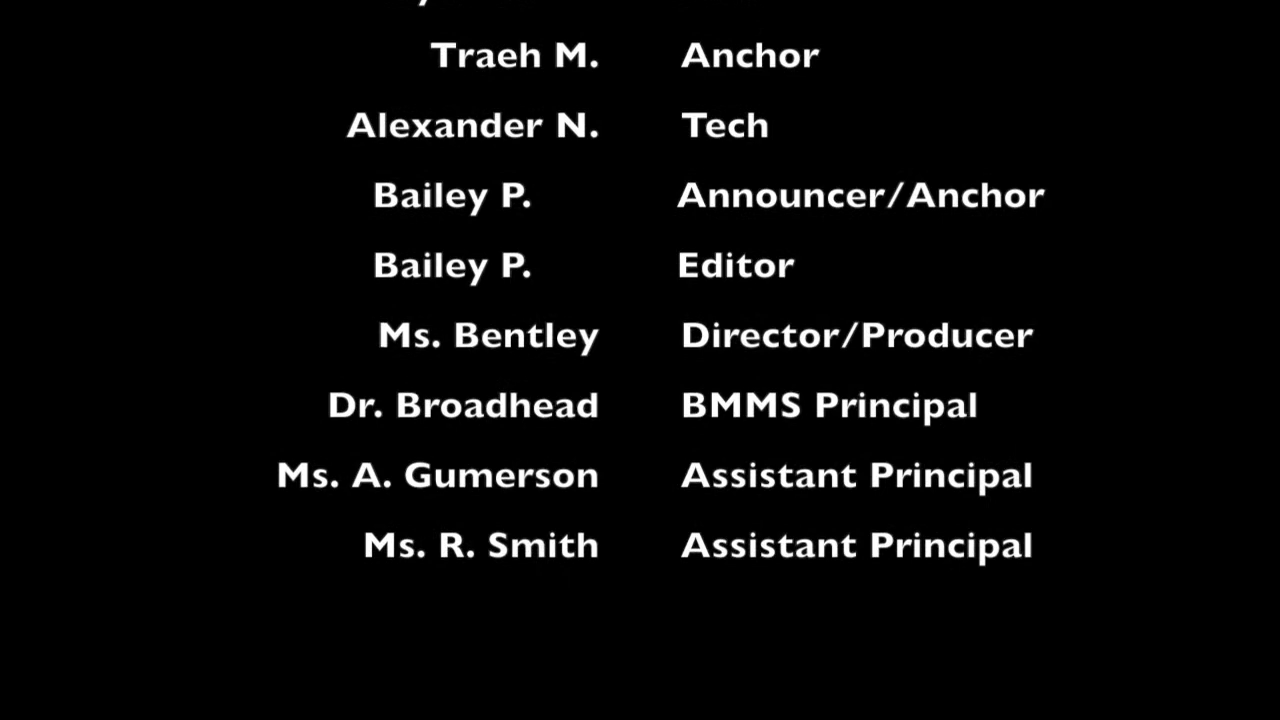 Traeh M. Anchor
Alexander N. Tech
Bailey P. Announcer/Anchor
Bailey P. Editor
Ms. Bentley Director/Producer
Dr. Broadhead BMMS Principal
Ms. A. Gumerson Assistant Principal
Ms. R. Smith Assistant Principal